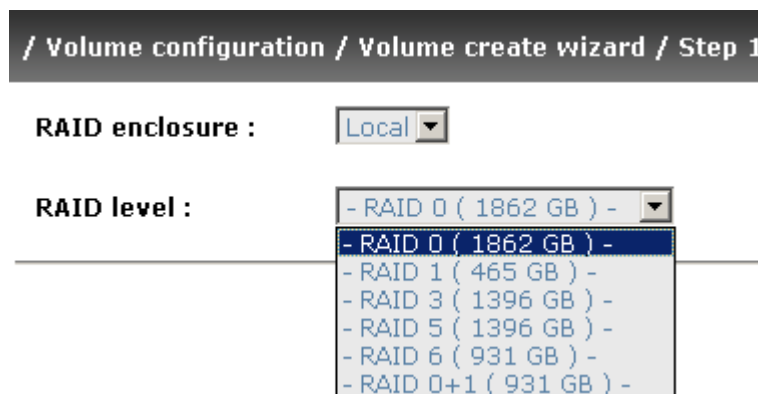 / Volume configuration / Volume create wizard / Step 1
RAID enclosure : Local
RAID level : - RAID 0 ( 1862 GB ) -
- RAID 0 ( 1862 GB ) -
- RAID 1 ( 465 GB ) -
- RAID 3 ( 1396 GB ) -
- RAID 5 ( 1396 GB ) -
- RAID 6 ( 931 GB ) -
- RAID 0+1 ( 931 GB ) -